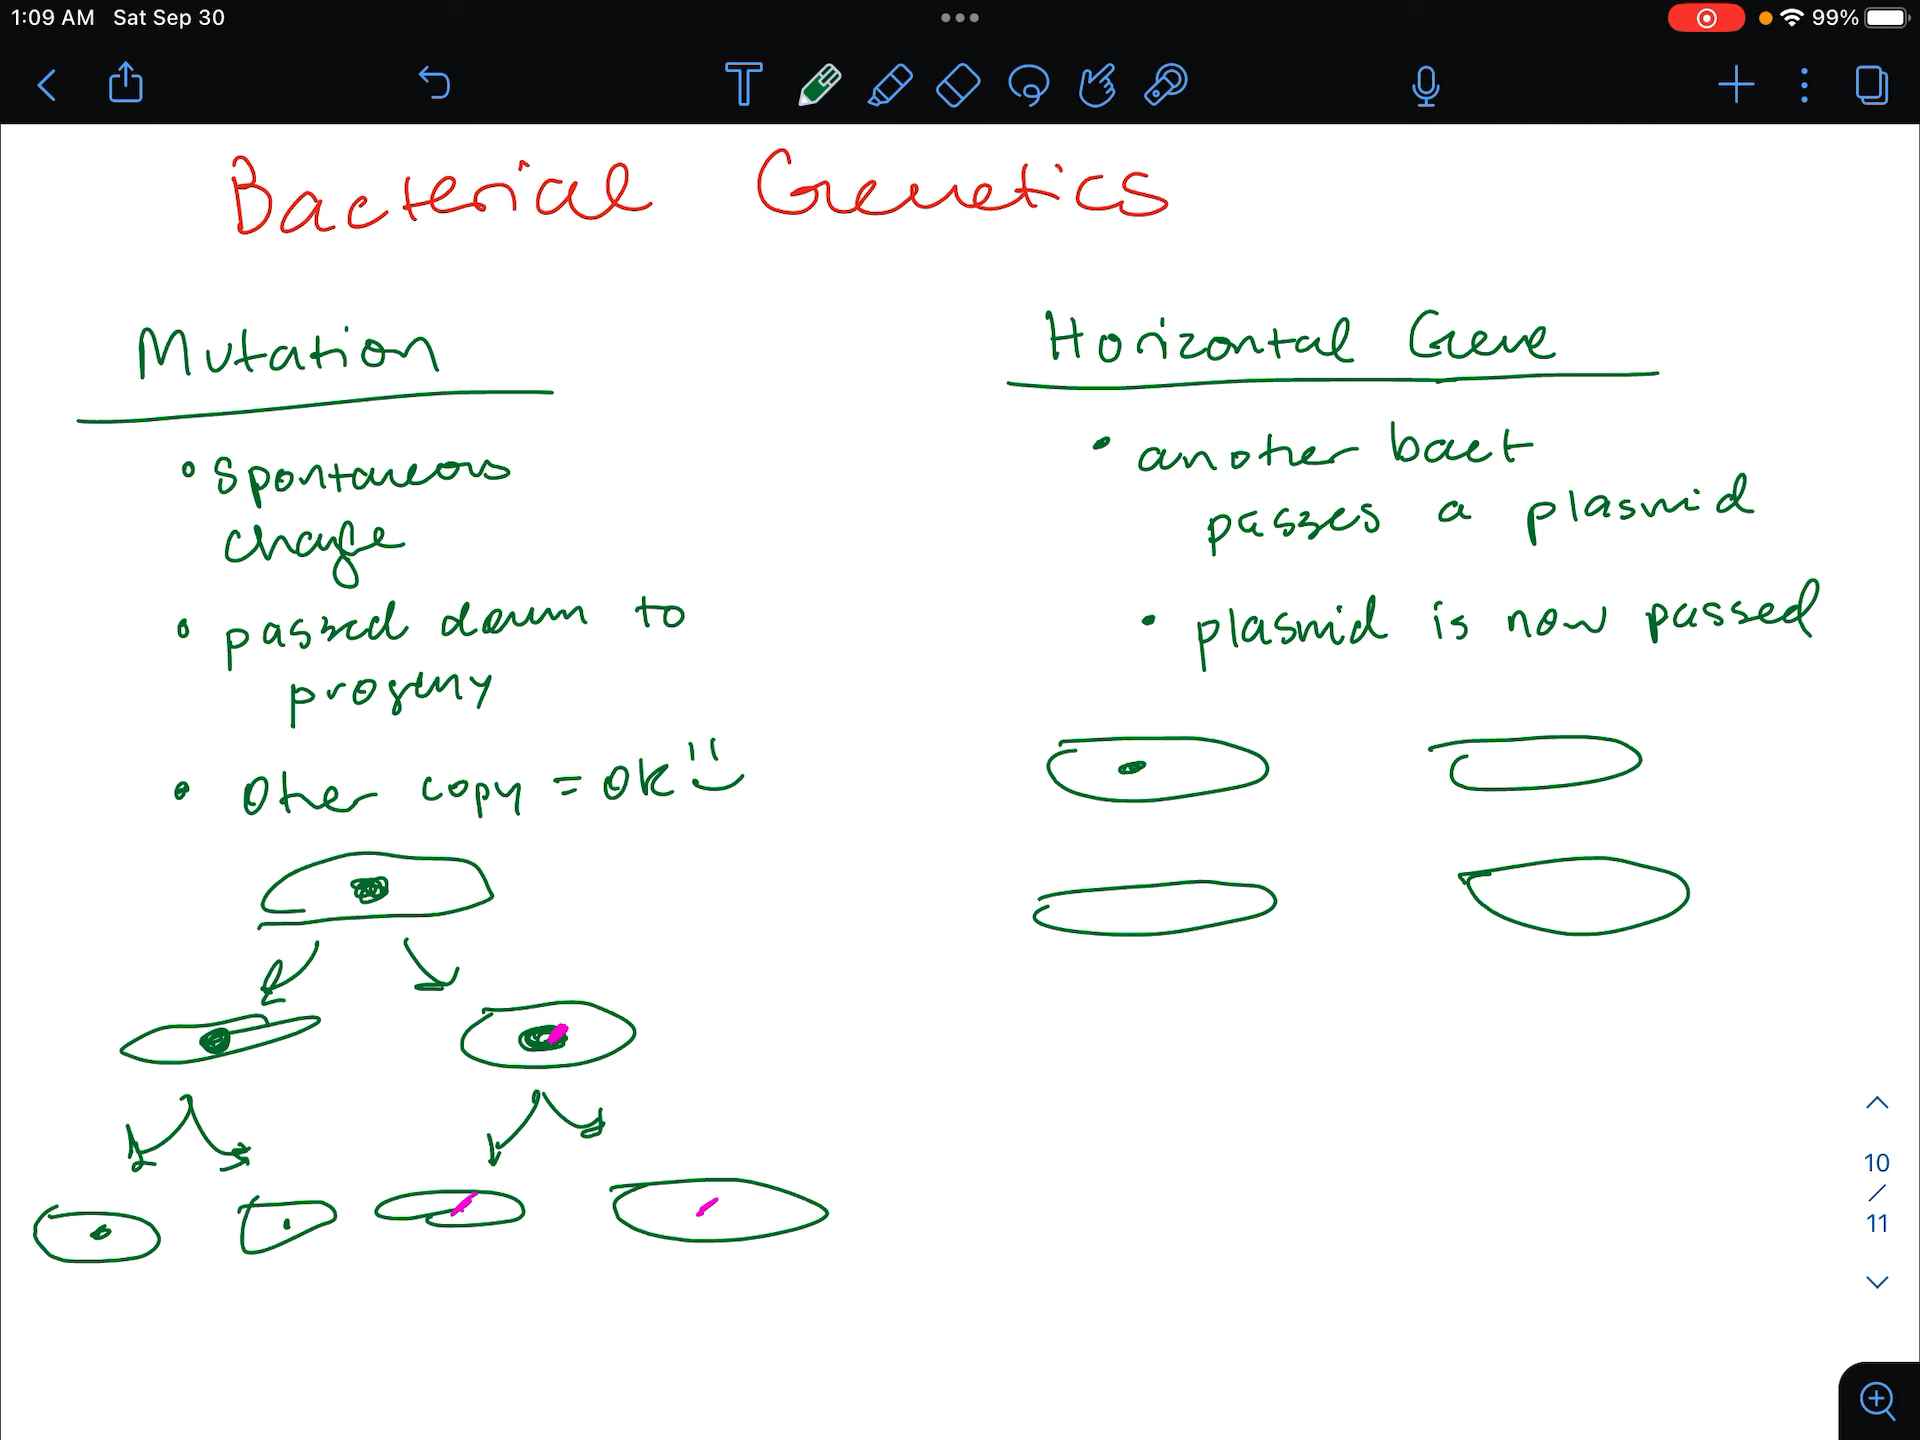 1:09 AM Sat Sep 30
99%
Bacterial Genetics
Mutation
• Spontaneous
change
• passed down to
progeny
• Other copy = OK
Horizontal Gene
• another bact
passes a plasmid
• plasmid is now passed
10
/
11